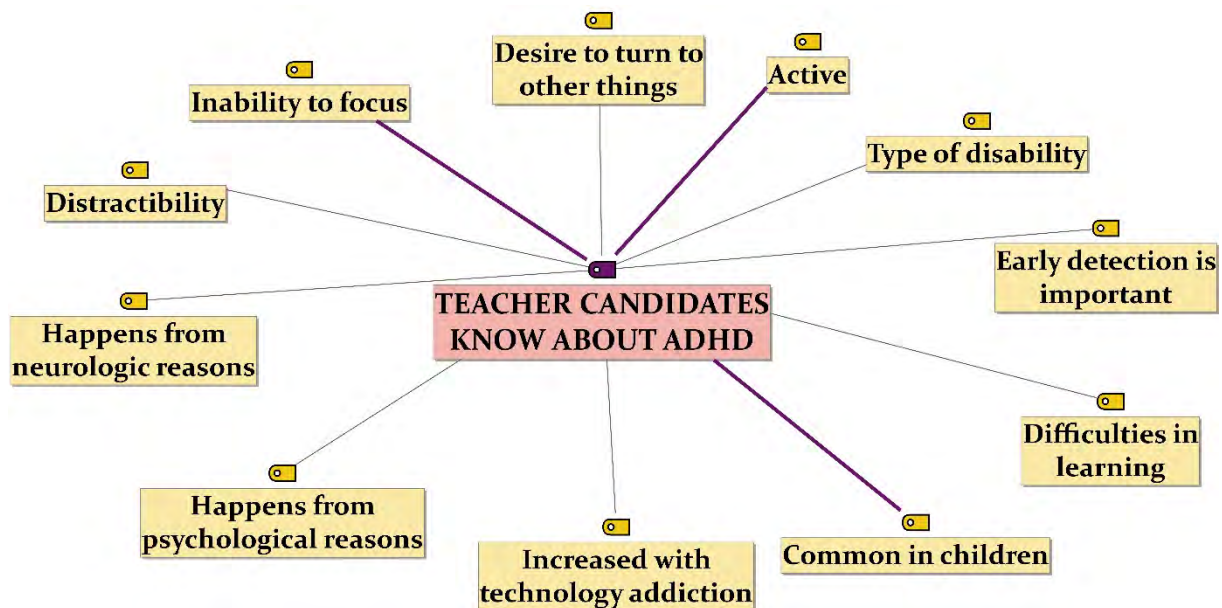 Desire to turn to
other things
Active
Inability to focus
Type of disability
Distractibility
Early detection is
important
TEACHER CANDIDATES
KNOW ABOUT ADHD
Happens from
neurologic reasons
Difficulties in
learning
Happens from
psychological reasons
Increased with
technology addiction
Common in children